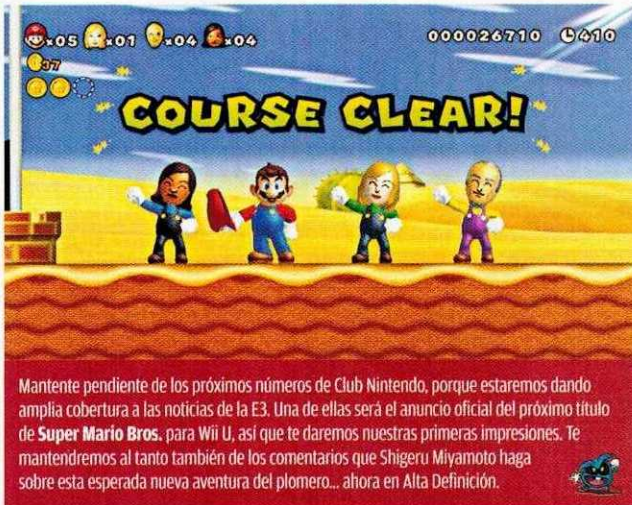 x05 x01 x04 x04 000026710 410
37
COURSE CLEAR!
Mantente pendiente de los próximos números de Club Nintendo, porque estaremos dando
amplia cobertura a las noticias de la E3. Una de ellas será el anuncio oficial del próximo título
de Super Mario Bros. para Wii U, así que te daremos nuestras primeras impresiones. Te
mantendremos al tanto también de los comentarios que Shigeru Miyamoto haga
sobre esta esperada nueva aventura del plomero... ahora en Alta Definición.